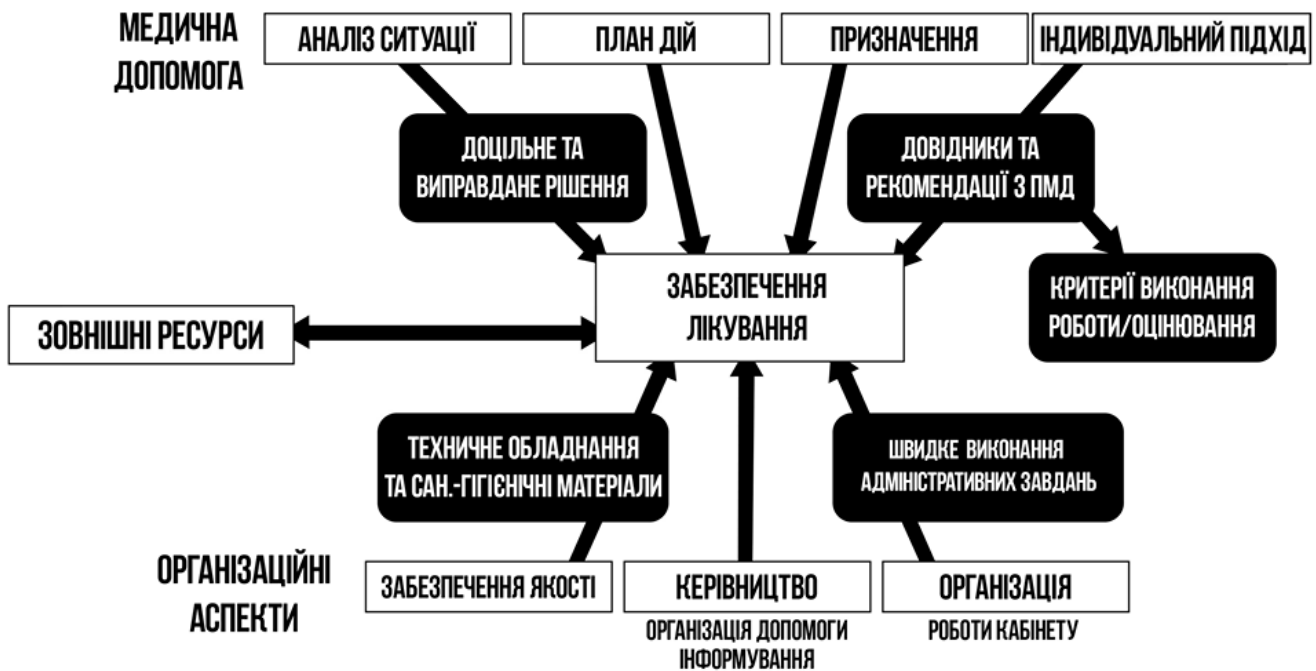 МЕДИЧНА
ДОПОМОГА
АНАЛІЗ СИТУАЦІЇ
ПЛАН ДІЙ
ПРИЗНАЧЕННЯ
ІНДИВІДУАЛЬНИЙ ПІДХІД
ДОЦІЛЬНЕ ТА
ВИПРАВДАНЕ РІШЕННЯ
ДОВІДНИКИ ТА
РЕКОМЕНДАЦІЇ З ПМД
ЗАБЕЗПЕЧЕННЯ
ЛІКУВАННЯ
КРИТЕРІЇ ВИКОНАННЯ
РОБОТИ/ОЦІНЮВАННЯ
ЗОВНІШНІ РЕСУРСИ
ТЕХНИЧНЕ ОБЛАДНАННЯ
ТА САН.-ГІГІЄНІЧНІ МАТЕРІАЛИ
ШВИДКЕ ВИКОНАННЯ
АДМІНІСТРАТИВНИХ ЗАВДАНЬ
ОРГАНІЗАЦІЙНІ
АСПЕКТИ
ЗАБЕЗПЕЧЕННЯ ЯКОСТІ
КЕРІВНИЦТВО
ОРГАНІЗАЦІЯ ДОПОМОГИ
ІНФОРМУВАННЯ
ОРГАНІЗАЦІЯ
РОБОТИ КАБІНЕТУ